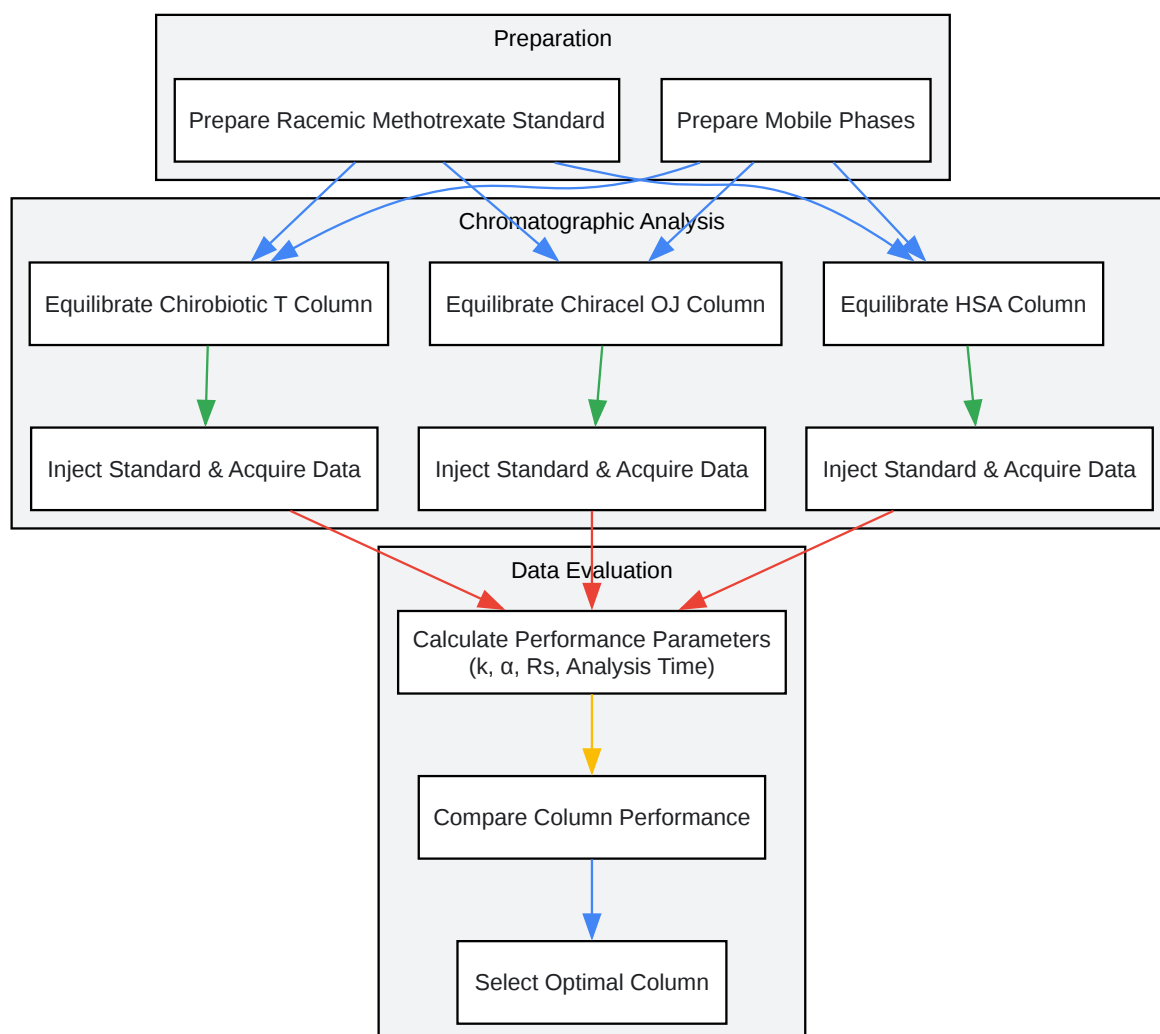 Preparation
Prepare Racemic Methotrexate Standard
Prepare Mobile Phases
Chromatographic Analysis
Equilibrate Chirobiotic T Column
Equilibrate Chiracel OJ Column
Equilibrate HSA Column
Inject Standard & Acquire Data
Inject Standard & Acquire Data
Inject Standard & Acquire Data
Data Evaluation
Calculate Performance Parameters
(k, α, Rs, Analysis Time)
Compare Column Performance
Select Optimal Column